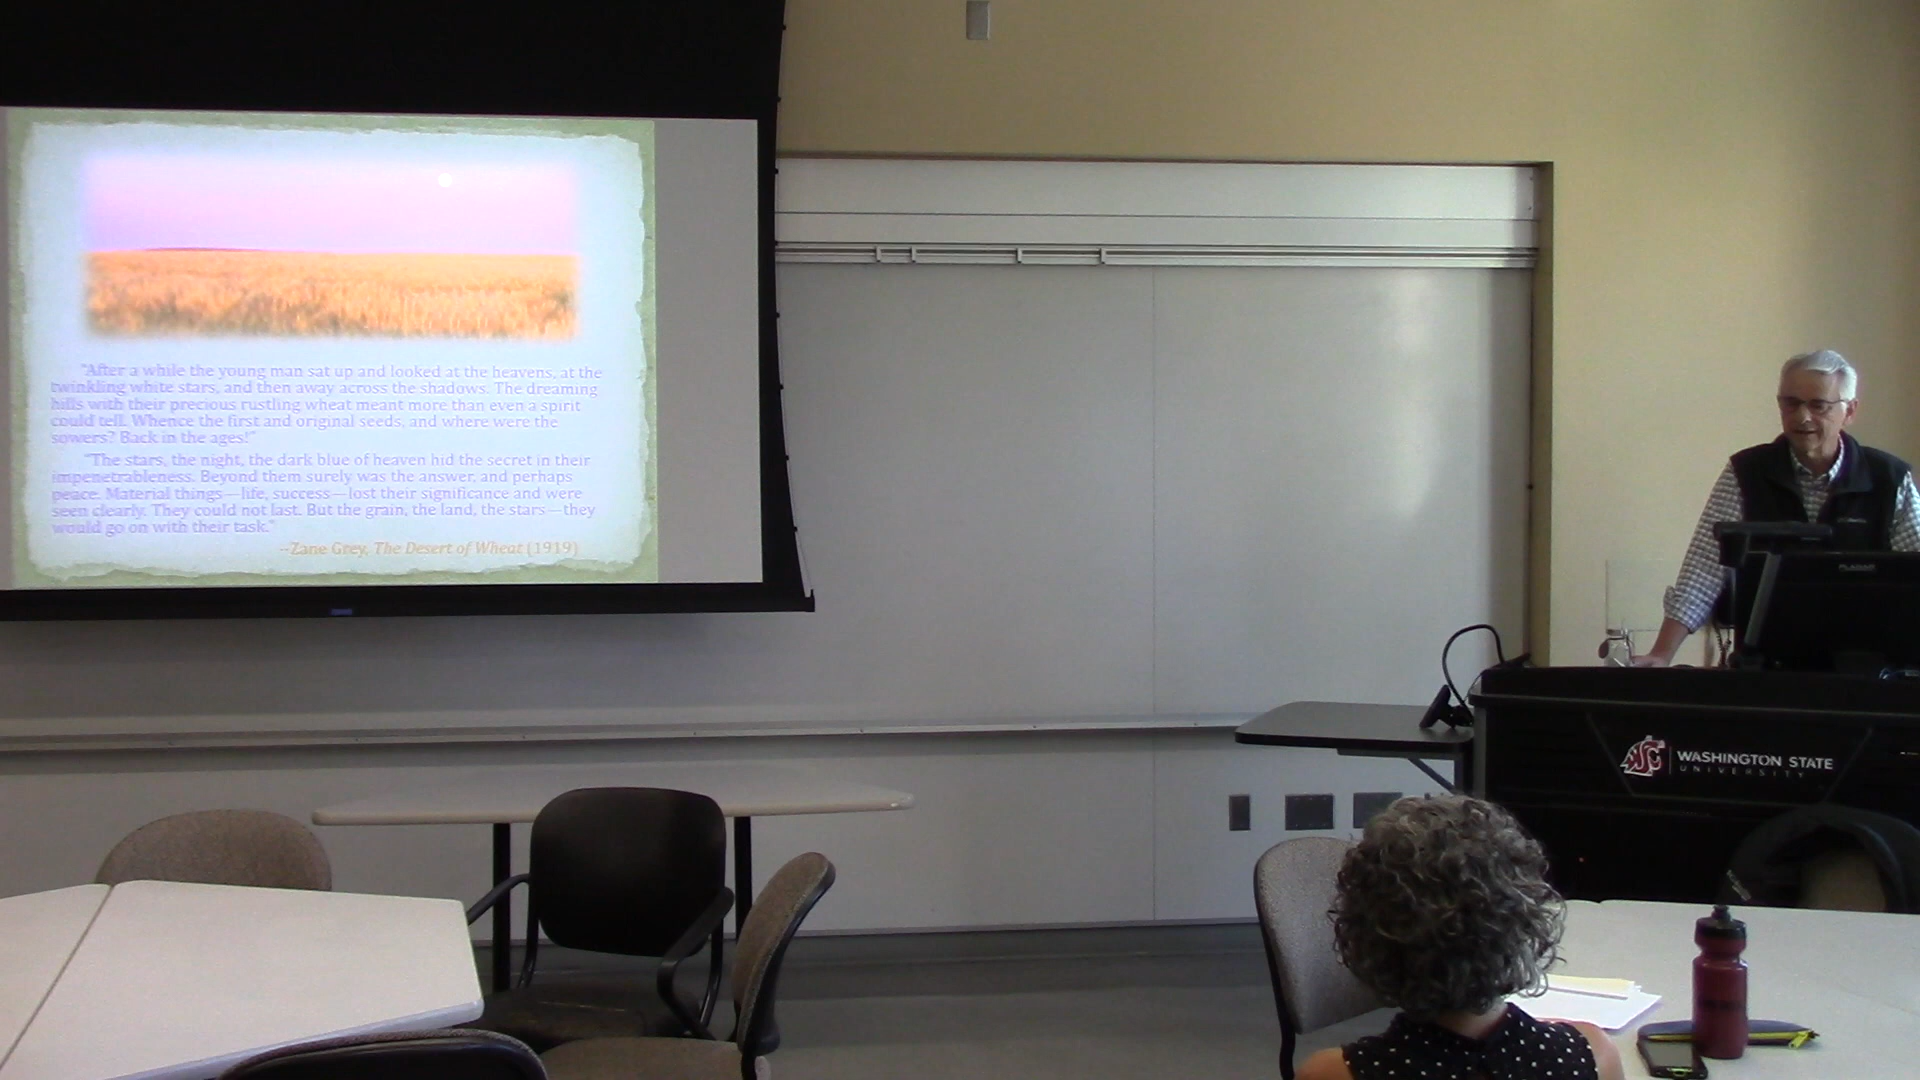 "After a while the young man sat up and looked at the heavens, at the
twinkling white stars, and then away across the shadows. The dreaming
hills with their precious rustling wheat meant more than even a spirit
could tell. Whence the first and original seeds, and where were the
sowers? Back in the ages!"
"The stars, the night, the dark blue of heaven hid the secret in their
impenetrableness. Beyond them surely was the answer, and perhaps
peace. Material things—life, success—lost their significance and were
seen clearly. They could not last. But the grain, the land, the stars—they
would go on with their task."
--Zane Grey, The Desert of Wheat (1919)
PLANAR
WASHINGTON STATE
UNIVERSITY